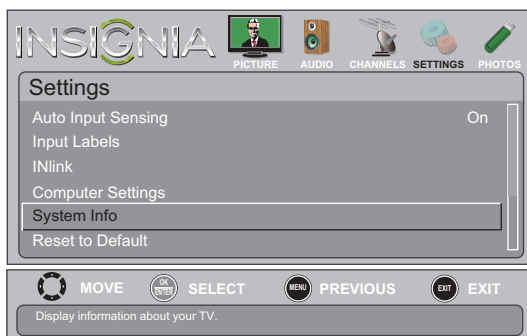 INSIGNIA
PICTURE AUDIO CHANNELS SETTINGS PHOTOS
Settings
Auto Input Sensing On
Input Labels
INlink
Computer Settings
System Info
Reset to Default
MOVE OK ENTER SELECT MENU PREVIOUS EXIT EXIT
Display information about your TV.